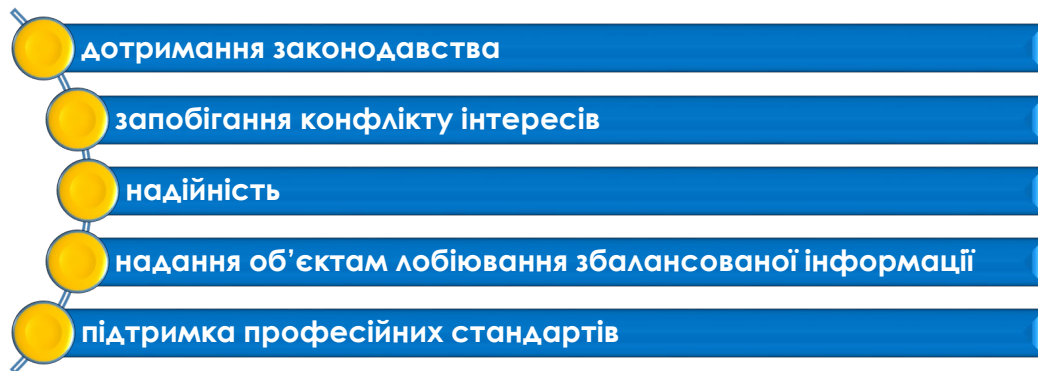 дотримання законодавства
запобігання конфлікту інтересів
надійність
надання об’єктам лобіювання збалансованої інформації
підтримка професійних стандартів